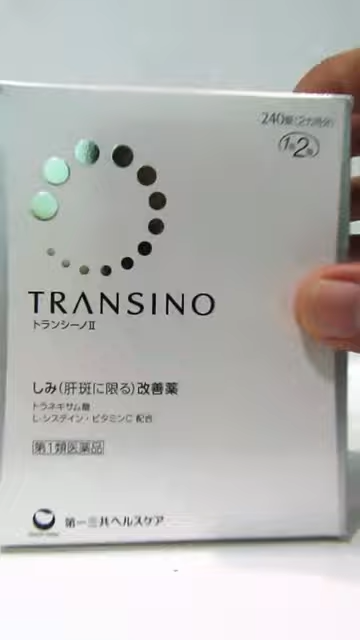 240錠(2カ月分)
1日2回
TRANSINO
トランシーノⅡ
しみ(肝斑に限る)改善薬
トラネキサム酸
L-システイン・ビタミンC 配合
第1類医薬品
第一三共ヘルスケア